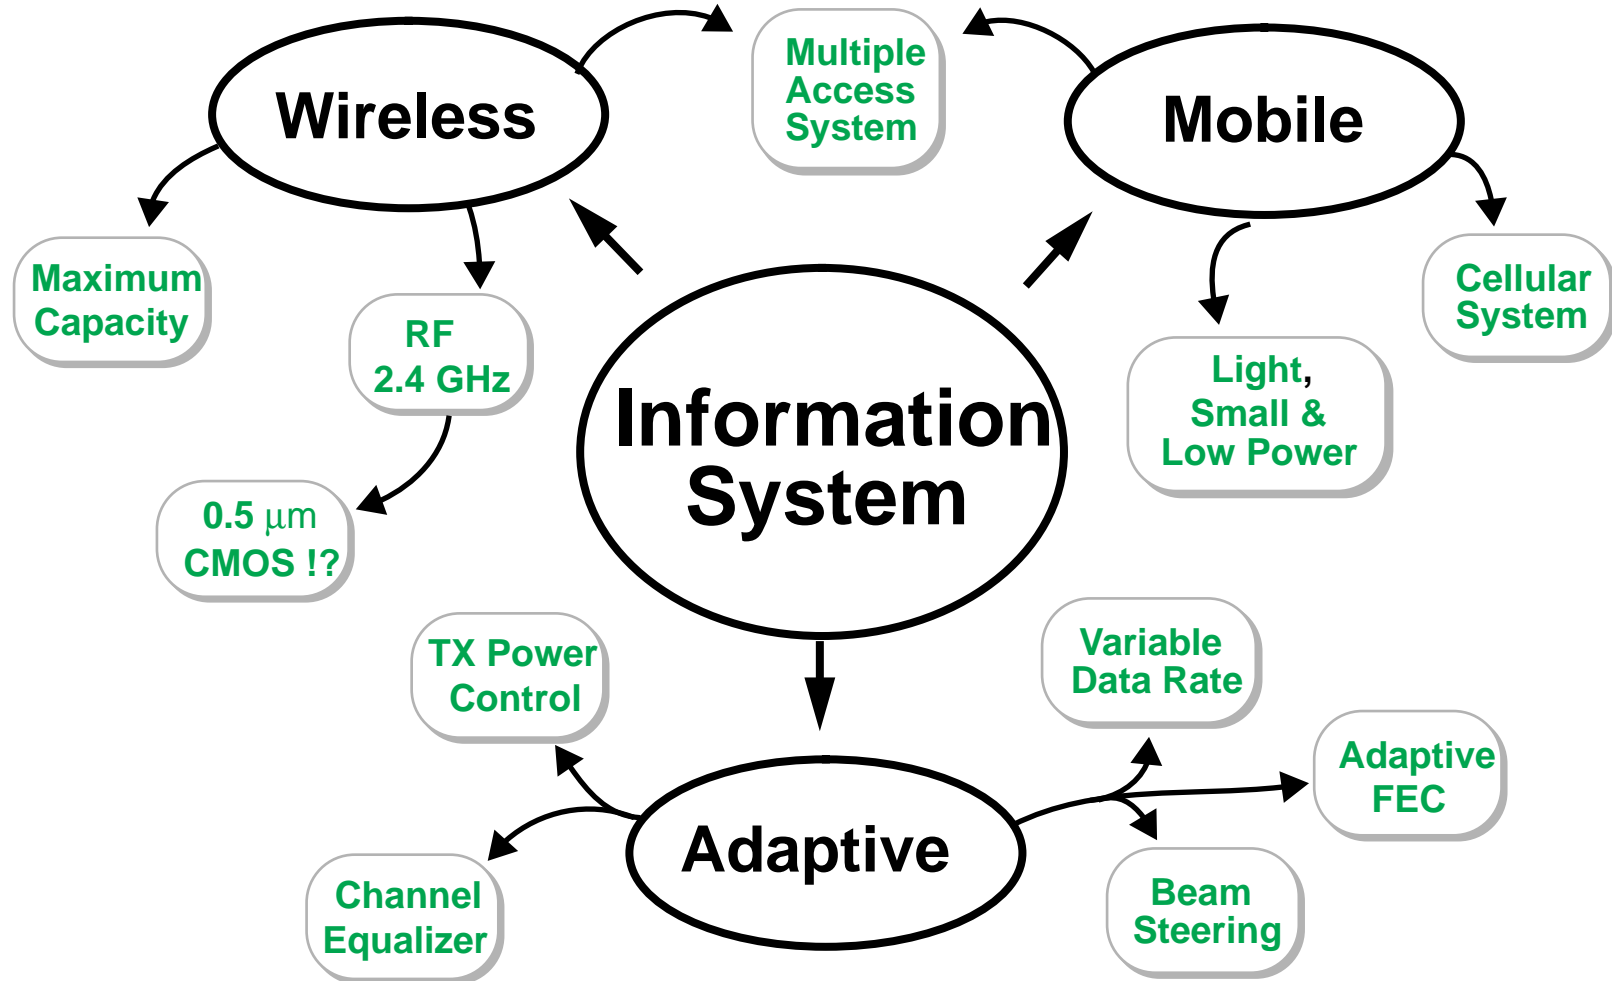 Wireless
Multiple
Access
System
Mobile
Maximum
Capacity
RF
2.4 GHz
Cellular
System
Light,
Small &
Low Power
Information
System
0.5 μm
CMOS !?
TX Power
Control
Variable
Data Rate
Adaptive
FEC
Adaptive
Channel
Equalizer
Beam
Steering